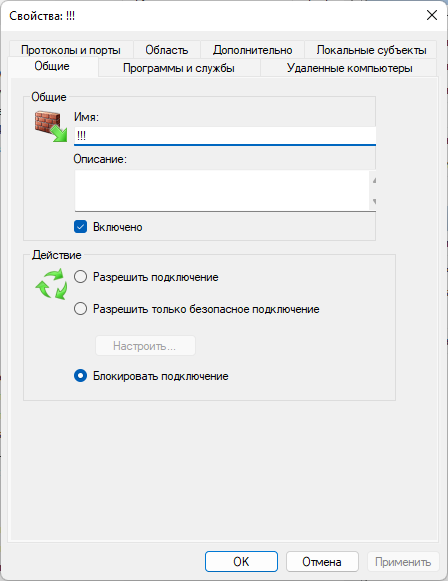 Свойства: !!!
Протоколы и порты Область Дополнительно Локальные субъекты
Общие Программы и службы Удаленные компьютеры
Общие
Имя:
!!!
Описание:
Включено
Действие
Разрешить подключение
Разрешить только безопасное подключение
Настроить...
Блокировать подключение
ОК Отмена Применить